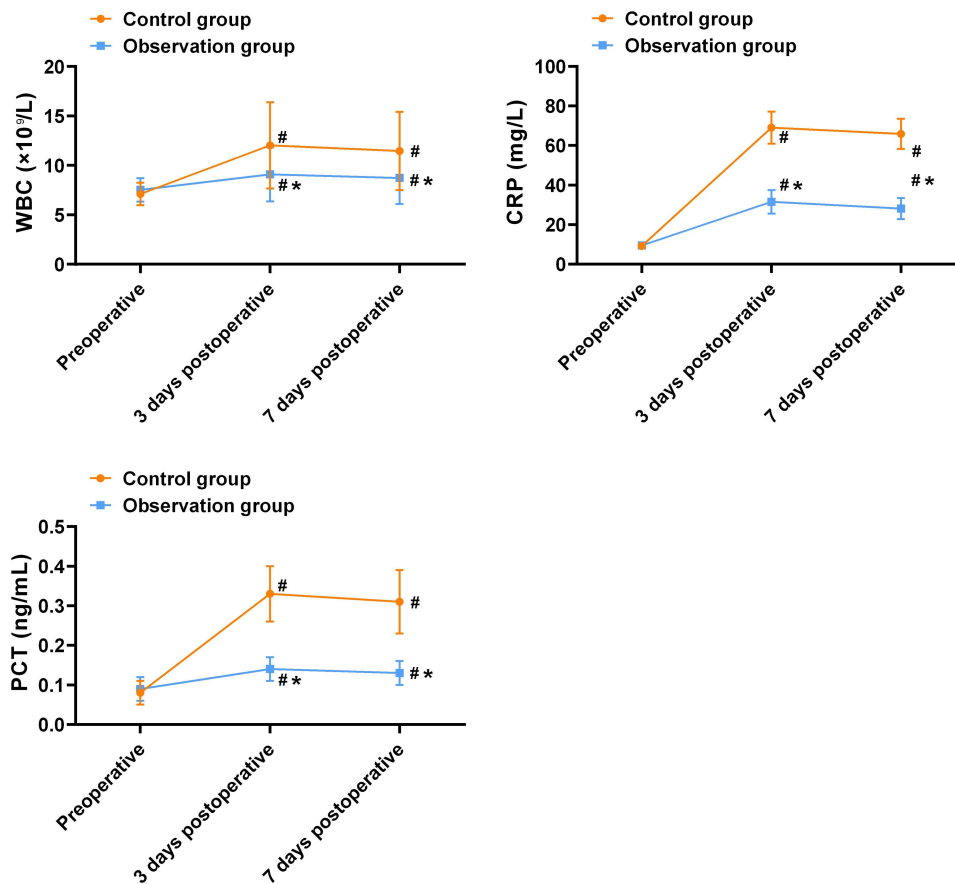 Control group
Observation group
WBC (×10⁹/L)
20
15
10
5
0
#
#
#*
#*
Preoperative
3 days postoperative
7 days postoperative
Control group
Observation group
CRP (mg/L)
100
80
60
40
20
0
#
#
#*
#*
Preoperative
3 days postoperative
7 days postoperative
Control group
Observation group
PCT (ng/mL)
0.5
0.4
0.3
0.2
0.1
0.0
#
#
#*
#*
Preoperative
3 days postoperative
7 days postoperative